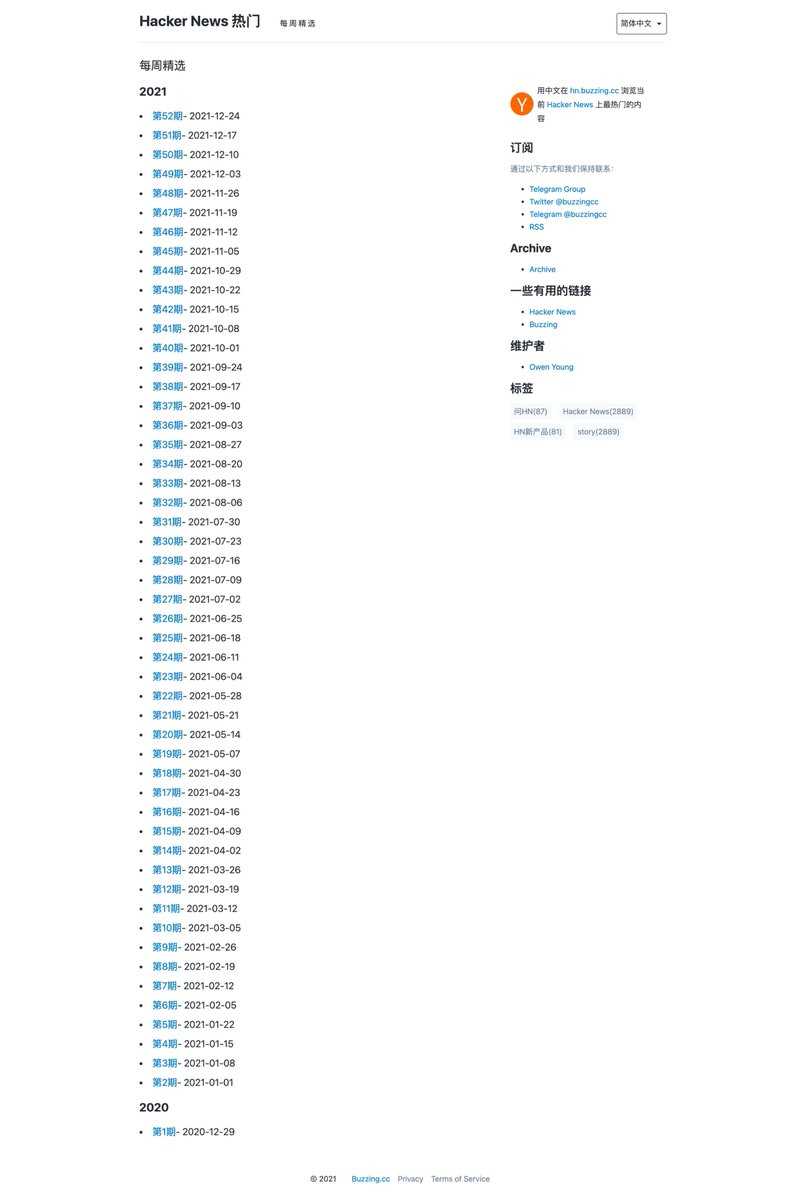 Hacker News 热门
每周精选
简体中文
每周精选
2021
第52期- 2021-12-24
第51期- 2021-12-17
第50期- 2021-12-10
第49期- 2021-12-03
第48期- 2021-11-26
第47期- 2021-11-19
第46期- 2021-11-12
第45期- 2021-11-05
第44期- 2021-10-29
第43期- 2021-10-22
第42期- 2021-10-15
第41期- 2021-10-08
第40期- 2021-10-01
第39期- 2021-09-24
第38期- 2021-09-17
第37期- 2021-09-10
第36期- 2021-09-03
第35期- 2021-08-27
第34期- 2021-08-20
第33期- 2021-08-13
第32期- 2021-08-06
第31期- 2021-07-30
第30期- 2021-07-23
第29期- 2021-07-16
第28期- 2021-07-09
第27期- 2021-07-02
第26期- 2021-06-25
第25期- 2021-06-18
第24期- 2021-06-11
第23期- 2021-06-04
第22期- 2021-05-28
第21期- 2021-05-21
第20期- 2021-05-14
第19期- 2021-05-07
第18期- 2021-04-30
第17期- 2021-04-23
第16期- 2021-04-16
第15期- 2021-04-09
第14期- 2021-04-02
第13期- 2021-03-26
第12期- 2021-03-19
第11期- 2021-03-12
第10期- 2021-03-05
第9期- 2021-02-26
第8期- 2021-02-19
第7期- 2021-02-12
第6期- 2021-02-05
第5期- 2021-01-22
第4期- 2021-01-15
第3期- 2021-01-08
第2期- 2021-01-01
2020
第1期- 2020-12-29
Y
用中文在 hn.buzzing.cc 浏览当
前 Hacker News 上最热门的内
容
订阅
通过以下方式和我们保持联系：
Telegram Group
Twitter @buzzingcc
Telegram @buzzingcc
RSS
Archive
Archive
一些有用的链接
Hacker News
Buzzing
维护者
Owen Young
标签
问HN(87) Hacker News(2889)
HN新产品(81) story(2889)
© 2021 Buzzing.cc Privacy Terms of Service